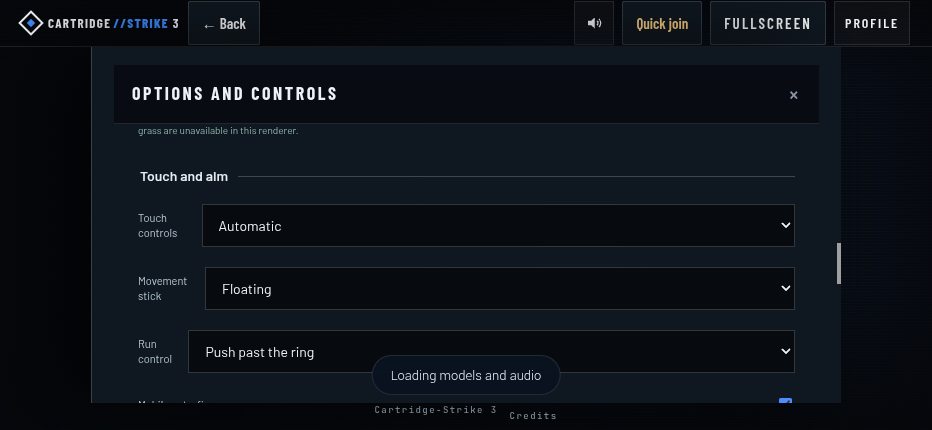 CARTRIDGE//STRIKE 3
← Back
Quick join
FULLSCREEN
PROFILE
OPTIONS AND CONTROLS
×
grass are unavailable in this renderer.
Touch and aim
Touch
controls
Automatic
Movement
stick
Floating
Run
control
Push past the ring
Loading models and audio
Cartridge-Strike 3
Credits